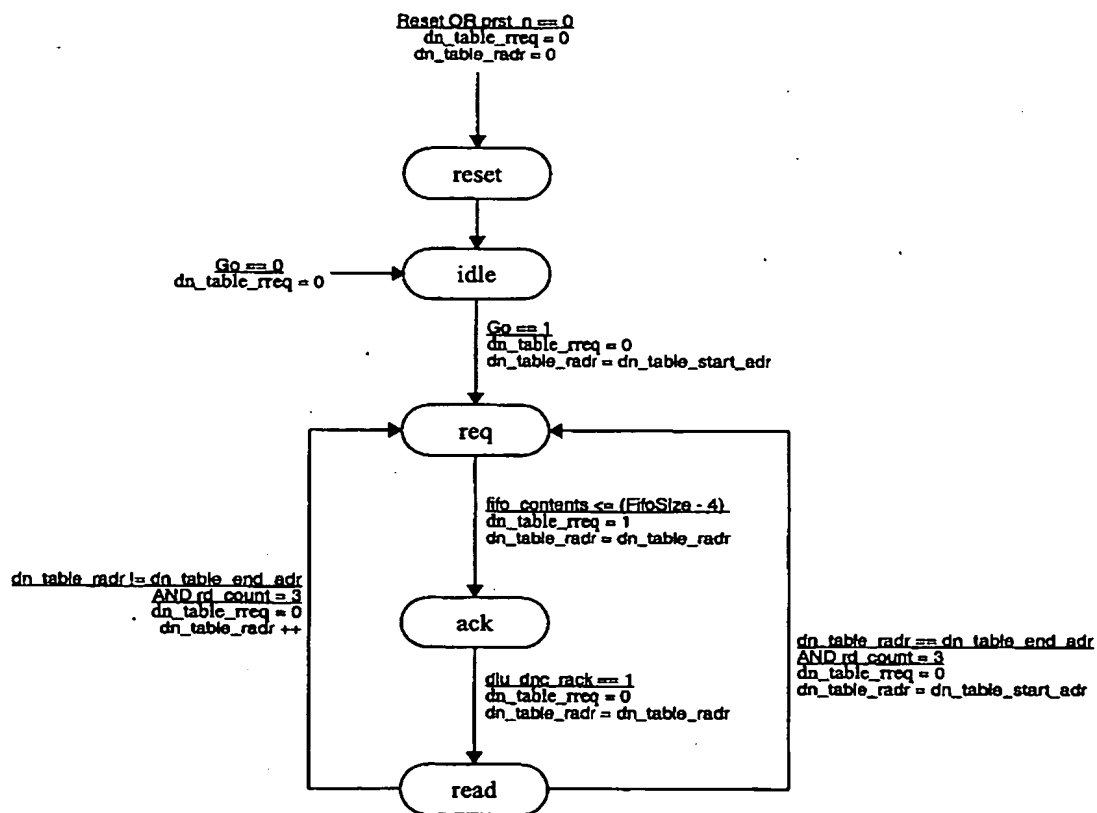 Reset OR prst_n == 0
dn_table_rreq = 0
dn_table_radr = 0
reset
idle
Go == 0
dn_table_rreq = 0
Go == 1
dn_table_rreq = 0
dn_table_radr = dn_table_start_adr
req
fifo_contents <= (FifoSize - 4)
dn_table_rreq = 1
dn_table_radr = dn_table_radr
dn_table_radr != dn_table_end_adr
AND rd_count = 3
dn_table_rreq = 0
dn_table_radr ++
ack
dn_table_radr == dn_table_end_adr
AND rd_count = 3
dn_table_rreq = 0
dn_table_radr = dn_table_start_adr
diu_dnc_rack == 1
dn_table_rreq = 0
dn_table_radr = dn_table_radr
read